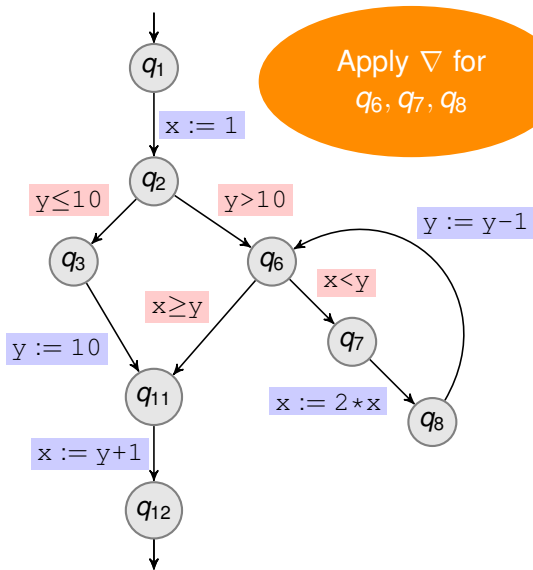 q₁
Apply ∇ for
q₆, q₇, q₈
x := 1
q₂
y≤10
y>10
y := y-1
q₃
q₆
x<y
x≥y
q₇
y := 10
q₁₁
x := 2*x
q₈
x := y+1
q₁₂